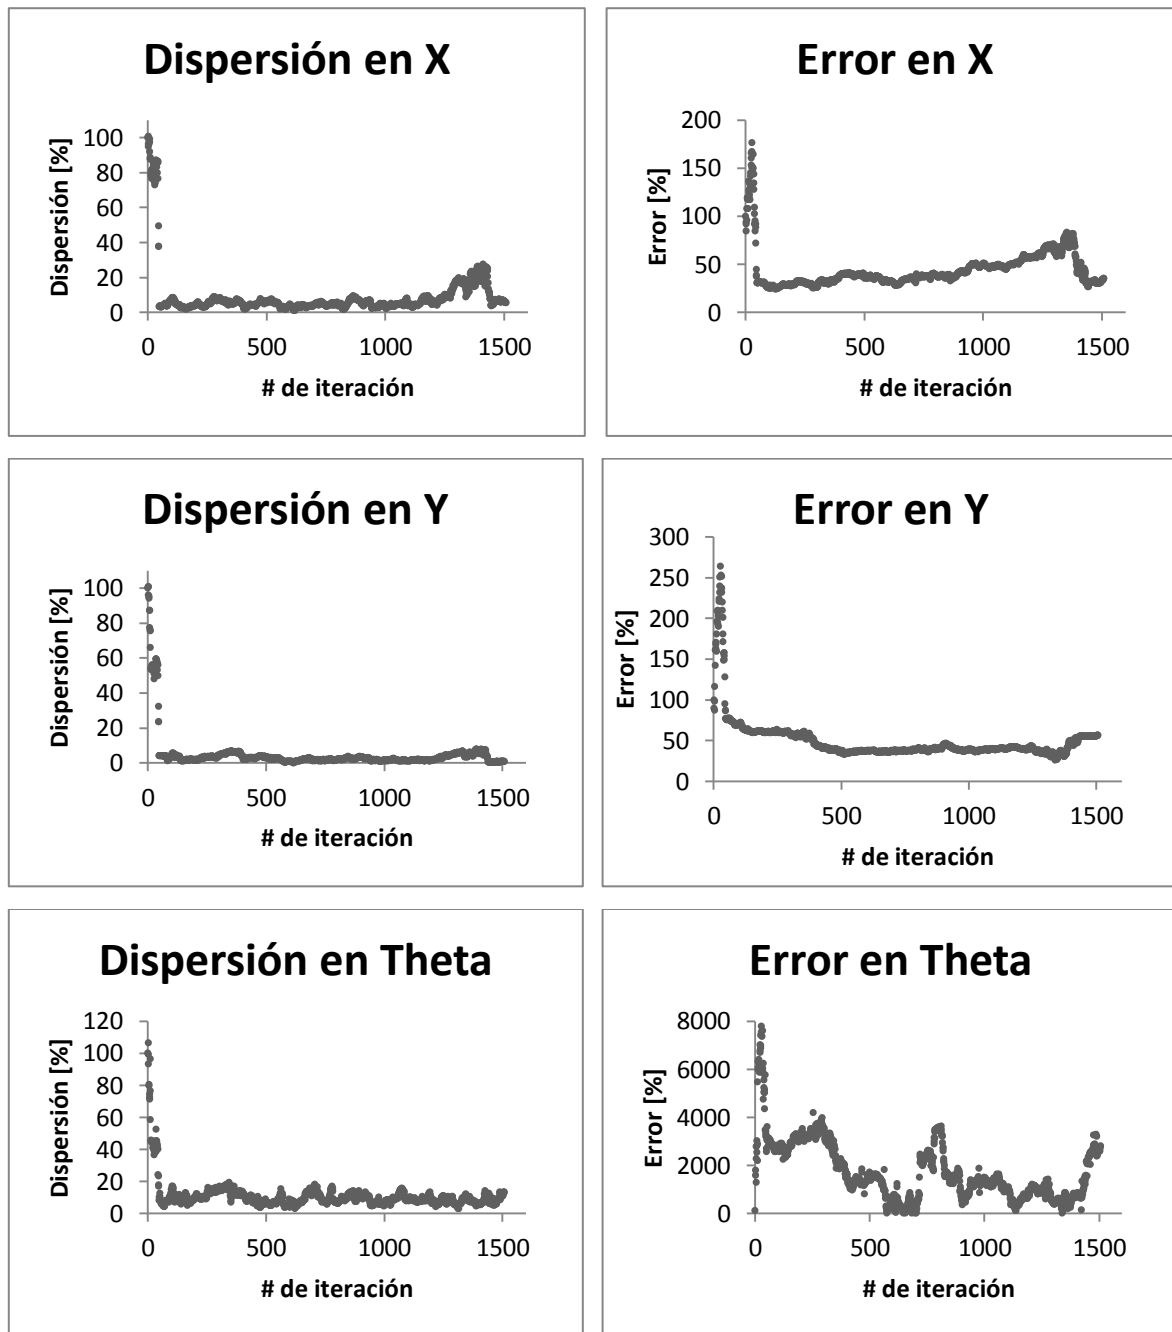 Dispersión en X
Dispersión [%]
100
80
60
40
20
0
0 500 1000 1500
# de iteración
Error en X
Error [%]
200
150
100
50
0
0 500 1000 1500
# de iteración
Dispersión en Y
Dispersión [%]
100
80
60
40
20
0
0 500 1000 1500
# de iteración
Error en Y
Error [%]
300
250
200
150
100
50
0
0 500 1000 1500
# de iteración
Dispersión en Theta
Dispersión [%]
120
100
80
60
40
20
0
0 500 1000 1500
# de iteración
Error en Theta
Error [%]
8000
6000
4000
2000
0
0 500 1000 1500
# de iteración